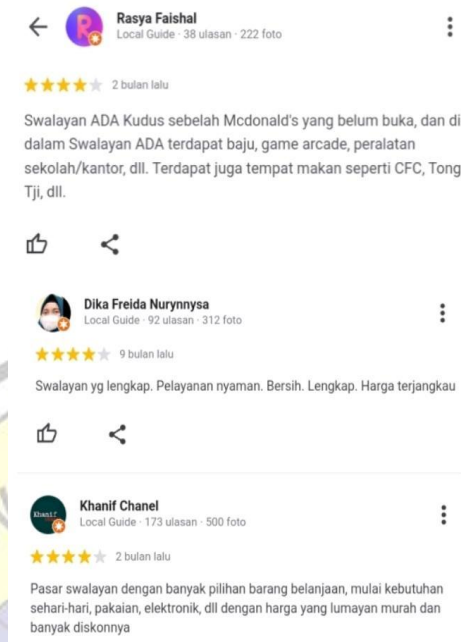 Rasya Faishal
Local Guide · 38 ulasan · 222 foto
2 bulan lalu
Swalayan ADA Kudus sebelah Mcdonald's yang belum buka, dan di
dalam Swalayan ADA terdapat baju, game arcade, peralatan
sekolah/kantor, dll. Terdapat juga tempat makan seperti CFC, Tong
Tji, dll.
Dika Freida Nurynnysa
Local Guide · 92 ulasan · 312 foto
9 bulan lalu
Swalayan yg lengkap. Pelayanan nyaman. Bersih. Lengkap. Harga terjangkau
Khanif
Khanif Chanel
Local Guide · 173 ulasan · 500 foto
2 bulan lalu
Pasar swalayan dengan banyak pilihan barang belanjaan, mulai kebutuhan
sehari-hari, pakaian, elektronik, dll dengan harga yang lumayan murah dan
banyak diskonnya